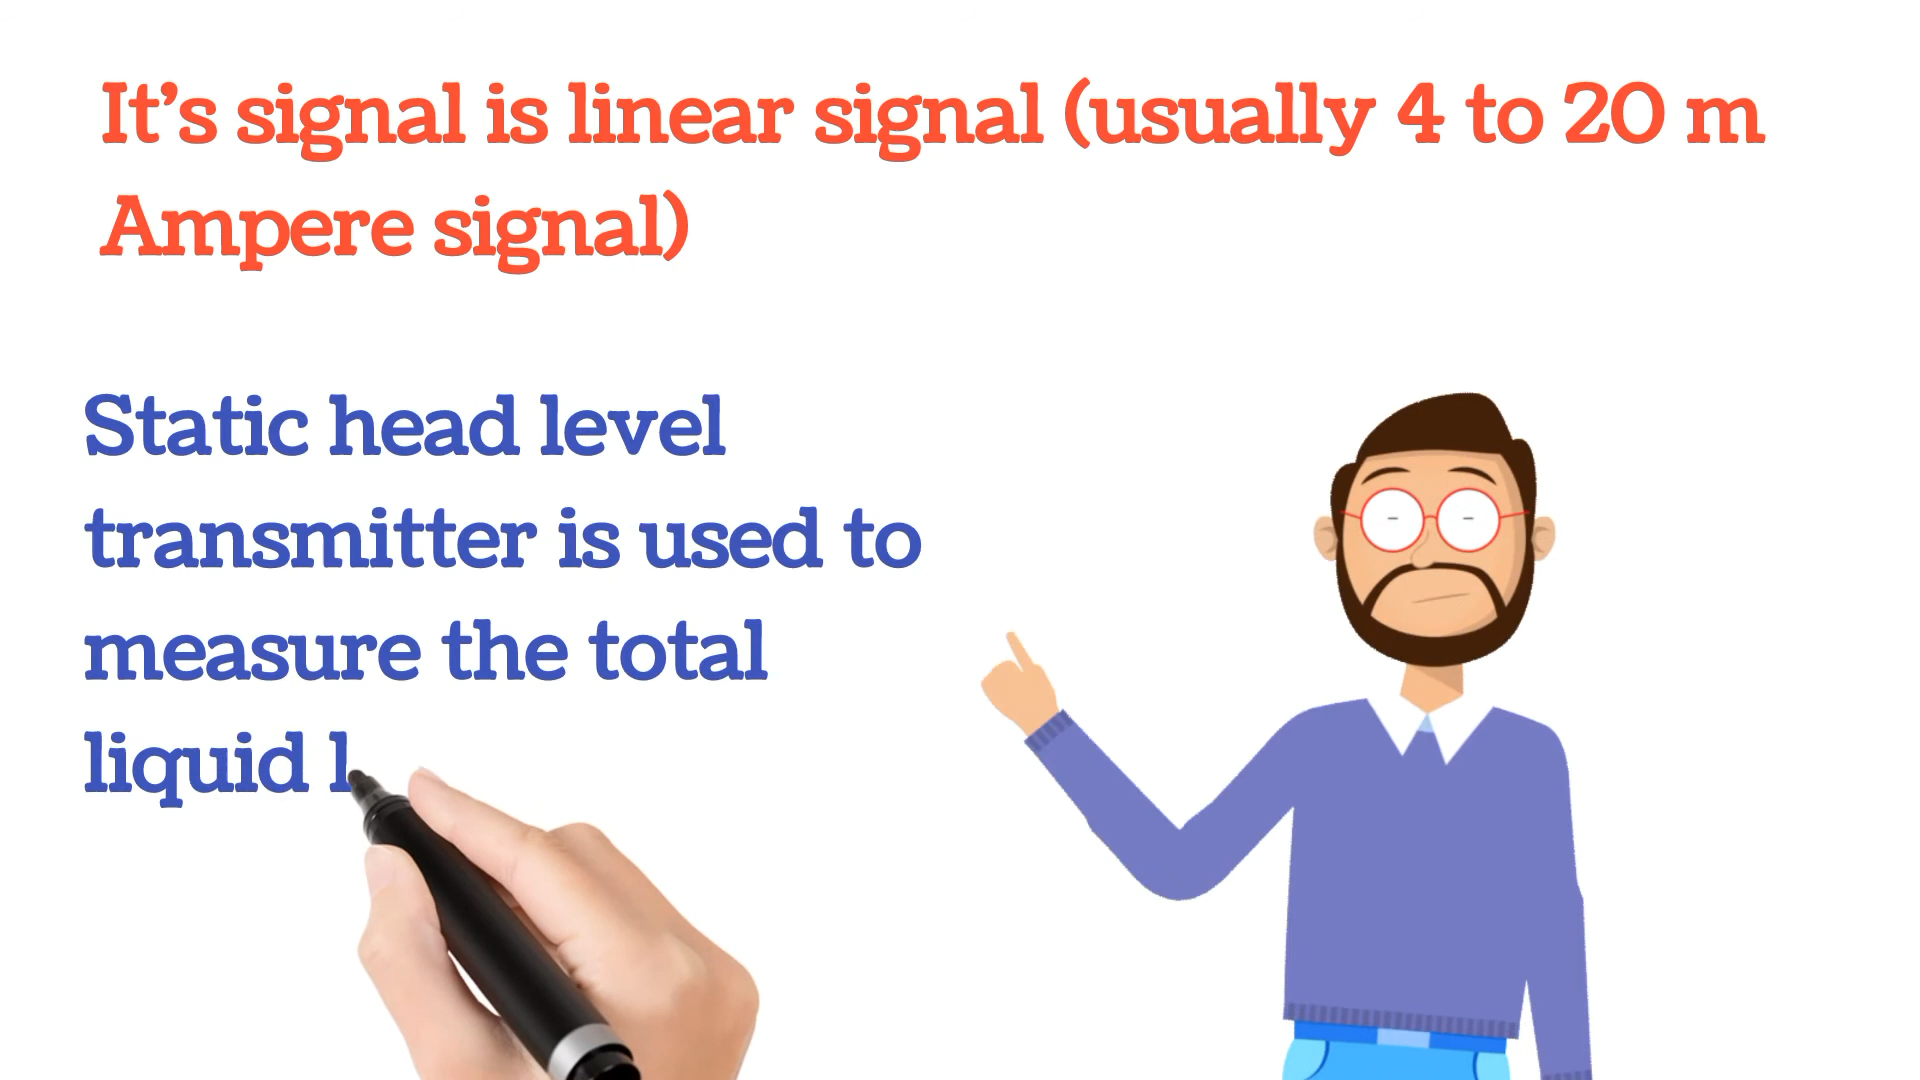 It’s signal is linear signal (usually 4 to 20 m
Ampere signal)
Static head level
transmitter is used to
measure the total
liquid l